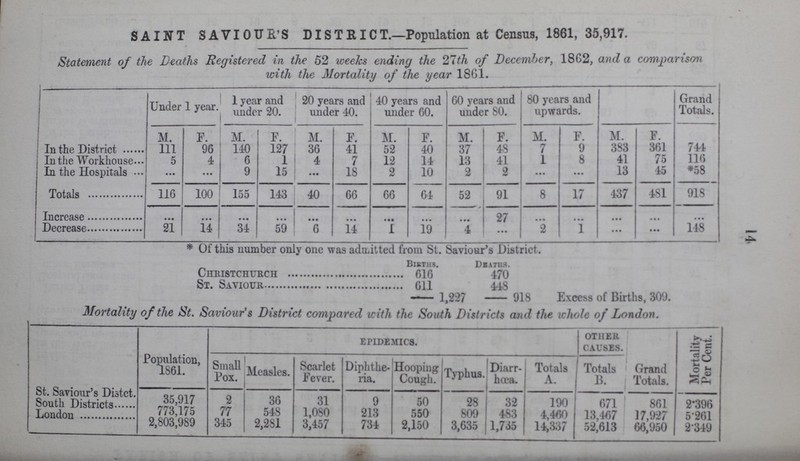 SAINT SAVIOUR'S DISTRICT.—Population at Census, 1861, 35,917.
Statement of the Deaths Registered in the 52 weeks ending the 27th of December, 1862, and a comparison
with the Mortality of the year 1861.
Under 1 year. 1 year and under 20. 20 years and under 40. 40 years and under 60. 60 years and under 80. 80 years and upwards. Grand Totals.
M. F. M. F. M. F. M. F. M. F. M. F. M. F.
In the District ...... 111 96 140 127 36 41 52 40 37 48 7 9 383 361 744
In the Workhouse... 5 4 6 1 4 7 12 14 13 41 1 8 41 75 116
In the Hospitals ... ... ... 9 15 ... 18 2 10 2 2 ... ... 13 45 *58
Totals ............... 116 100 155 143 40 66 66 64 52 91 8 17 437 481 918
Increase ............... ... ... ... ... ... ... ... ... ... 27 ... ... ... ... ...
Decrease............... 21 14 34 59 6 14 1 19 4 ... 2 1 ... ... 148
* Of this number only one was admitted from St. Saviour's District.
Births. Deaths.
Christchurch .............................. 616 470
St. Saviour.............................. 611 448
— 1,227 — 918 Excess of Births, 309.
14
Mortality of the St. Saviour's District compared with the South Districts and the whole of London.
Population, 1861. EPIDEMICS. OTHER CAUSES. Grand Totals. Mortality Per Cent.
Small Pox. Measles. Scarlet Fever. Diphtheria. Hooping Cough. Typhus. Diarrhœa. Totals A. Totals B.
St. Saviour's Distct. 35,917 2 36 31 9 50 28 32 190 671 861 2·396
South Districts...... 773,175 77 548 1,080 213 550 809 483 4,460 13,467 17,927 5·261
London ............... 2,803,989 345 2,281 3,457 734 2,150 3,635 1,735 14,337 52,613 66,950 2·349